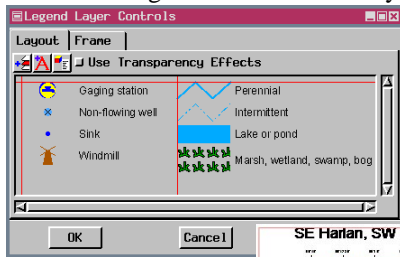 Legend Layer Controls
Layout Frame
Use Transparency Effects
Gaging station Perennial
Non-flowing well Intermittent
Sink Lake or pond
Windmill Marsh, wetland, swamp, bog
OK Cancel
SE Harlan, SW